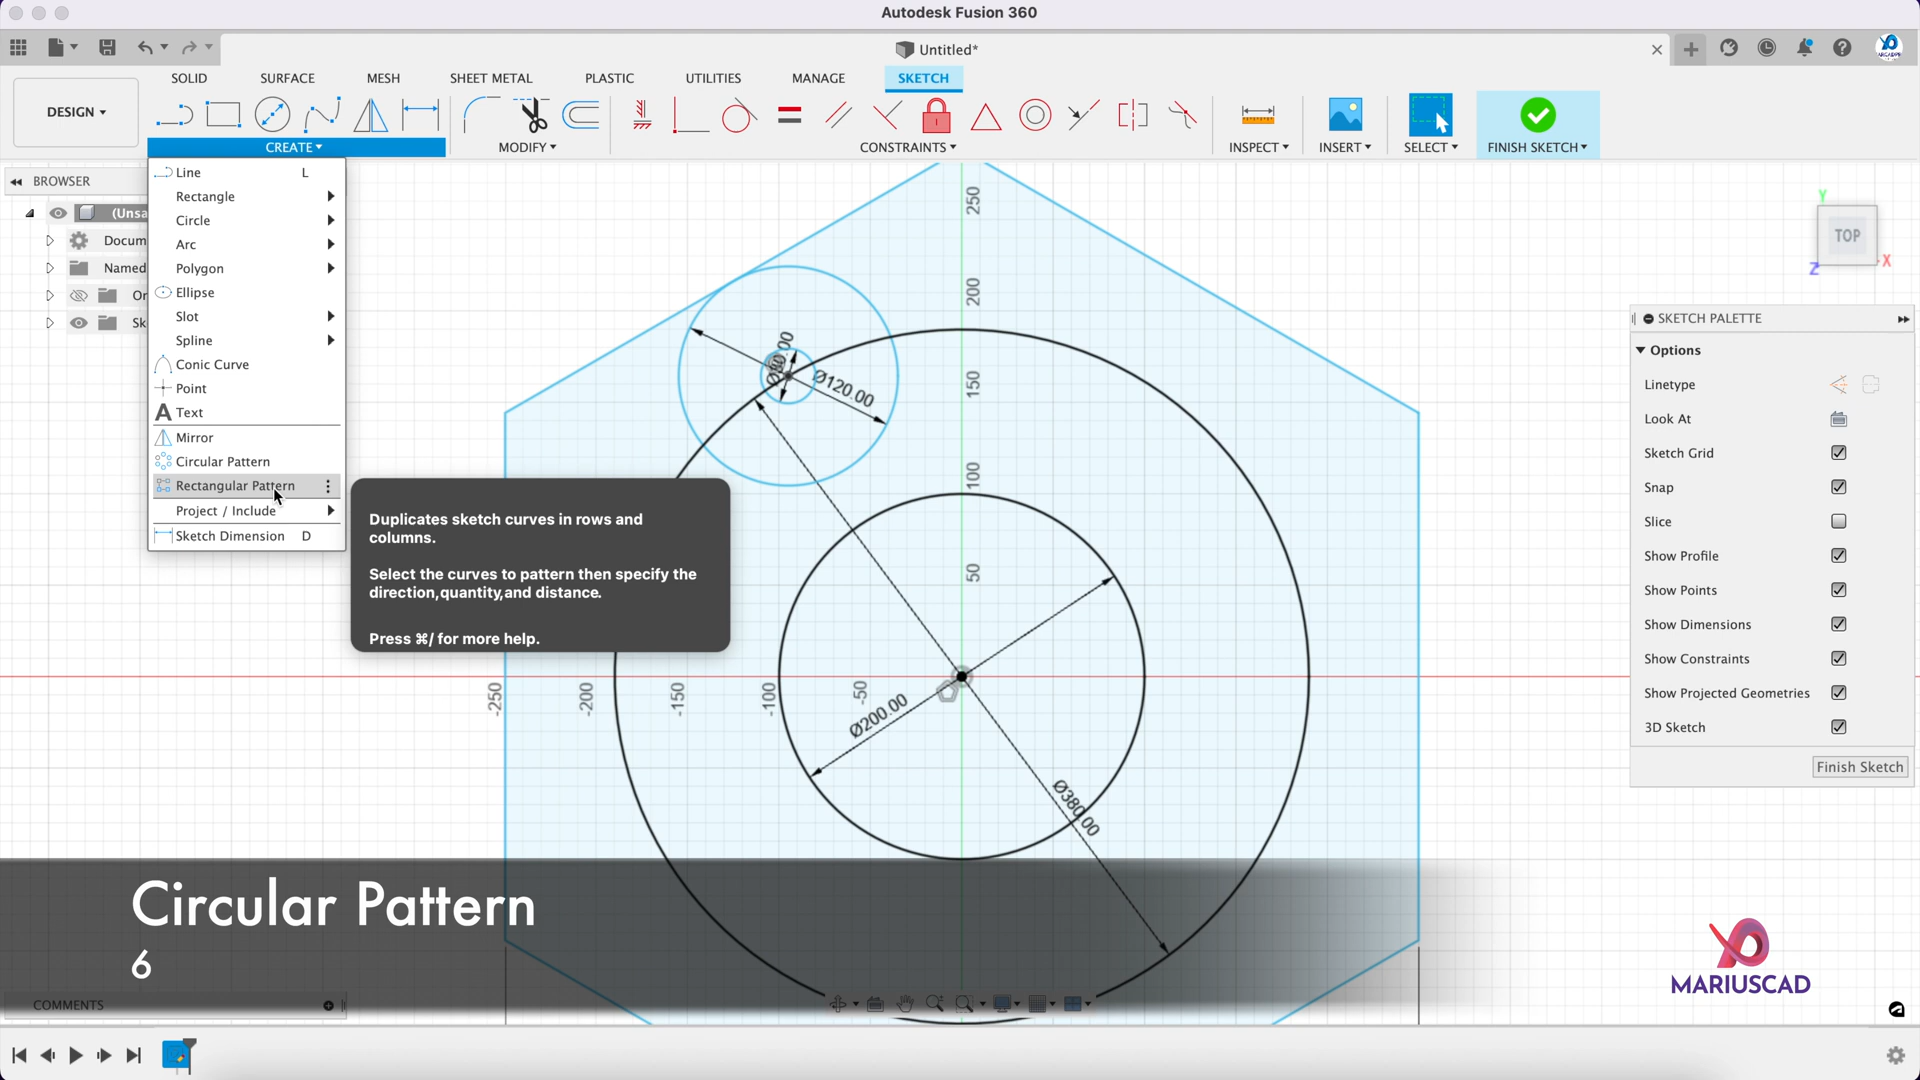 Autodesk Fusion 360
Untitled*
SOLID
SURFACE
MESH
SHEET METAL
PLASTIC
UTILITIES
MANAGE
SKETCH
DESIGN
CREATE
MODIFY
CONSTRAINTS
INSPECT
INSERT
SELECT
FINISH SKETCH
BROWSER
(Unsa
Docum
Named
Or
Sk
Line L
Rectangle
Circle
Arc
Polygon
Ellipse
Slot
Spline
Conic Curve
Point
Text
Mirror
Circular Pattern
Rectangular Pattern
Project / Include
Sketch Dimension D
Duplicates sketch curves in rows and
columns.
Select the curves to pattern then specify the
direction,quantity,and distance.
Press ⌘/ for more help.
250
200
150
100
50
-250
-200
-150
-100
-50
Ø120.00
Ø200.00
Ø380.00
Y
TOP
X
Z
SKETCH PALETTE
Options
Linetype
Look At
Sketch Grid
Snap
Slice
Show Profile
Show Points
Show Dimensions
Show Constraints
Show Projected Geometries
3D Sketch
Finish Sketch
Circular Pattern
6
MARIUSCAD
COMMENTS